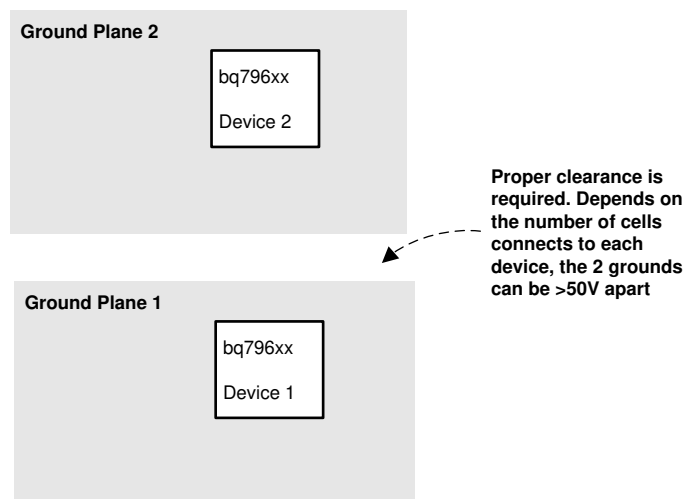 Ground Plane 2
bq796xx
Device 2
Proper clearance is
required. Depends on
the number of cells
connects to each
device, the 2 grounds
can be >50V apart
Ground Plane 1
bq796xx
Device 1